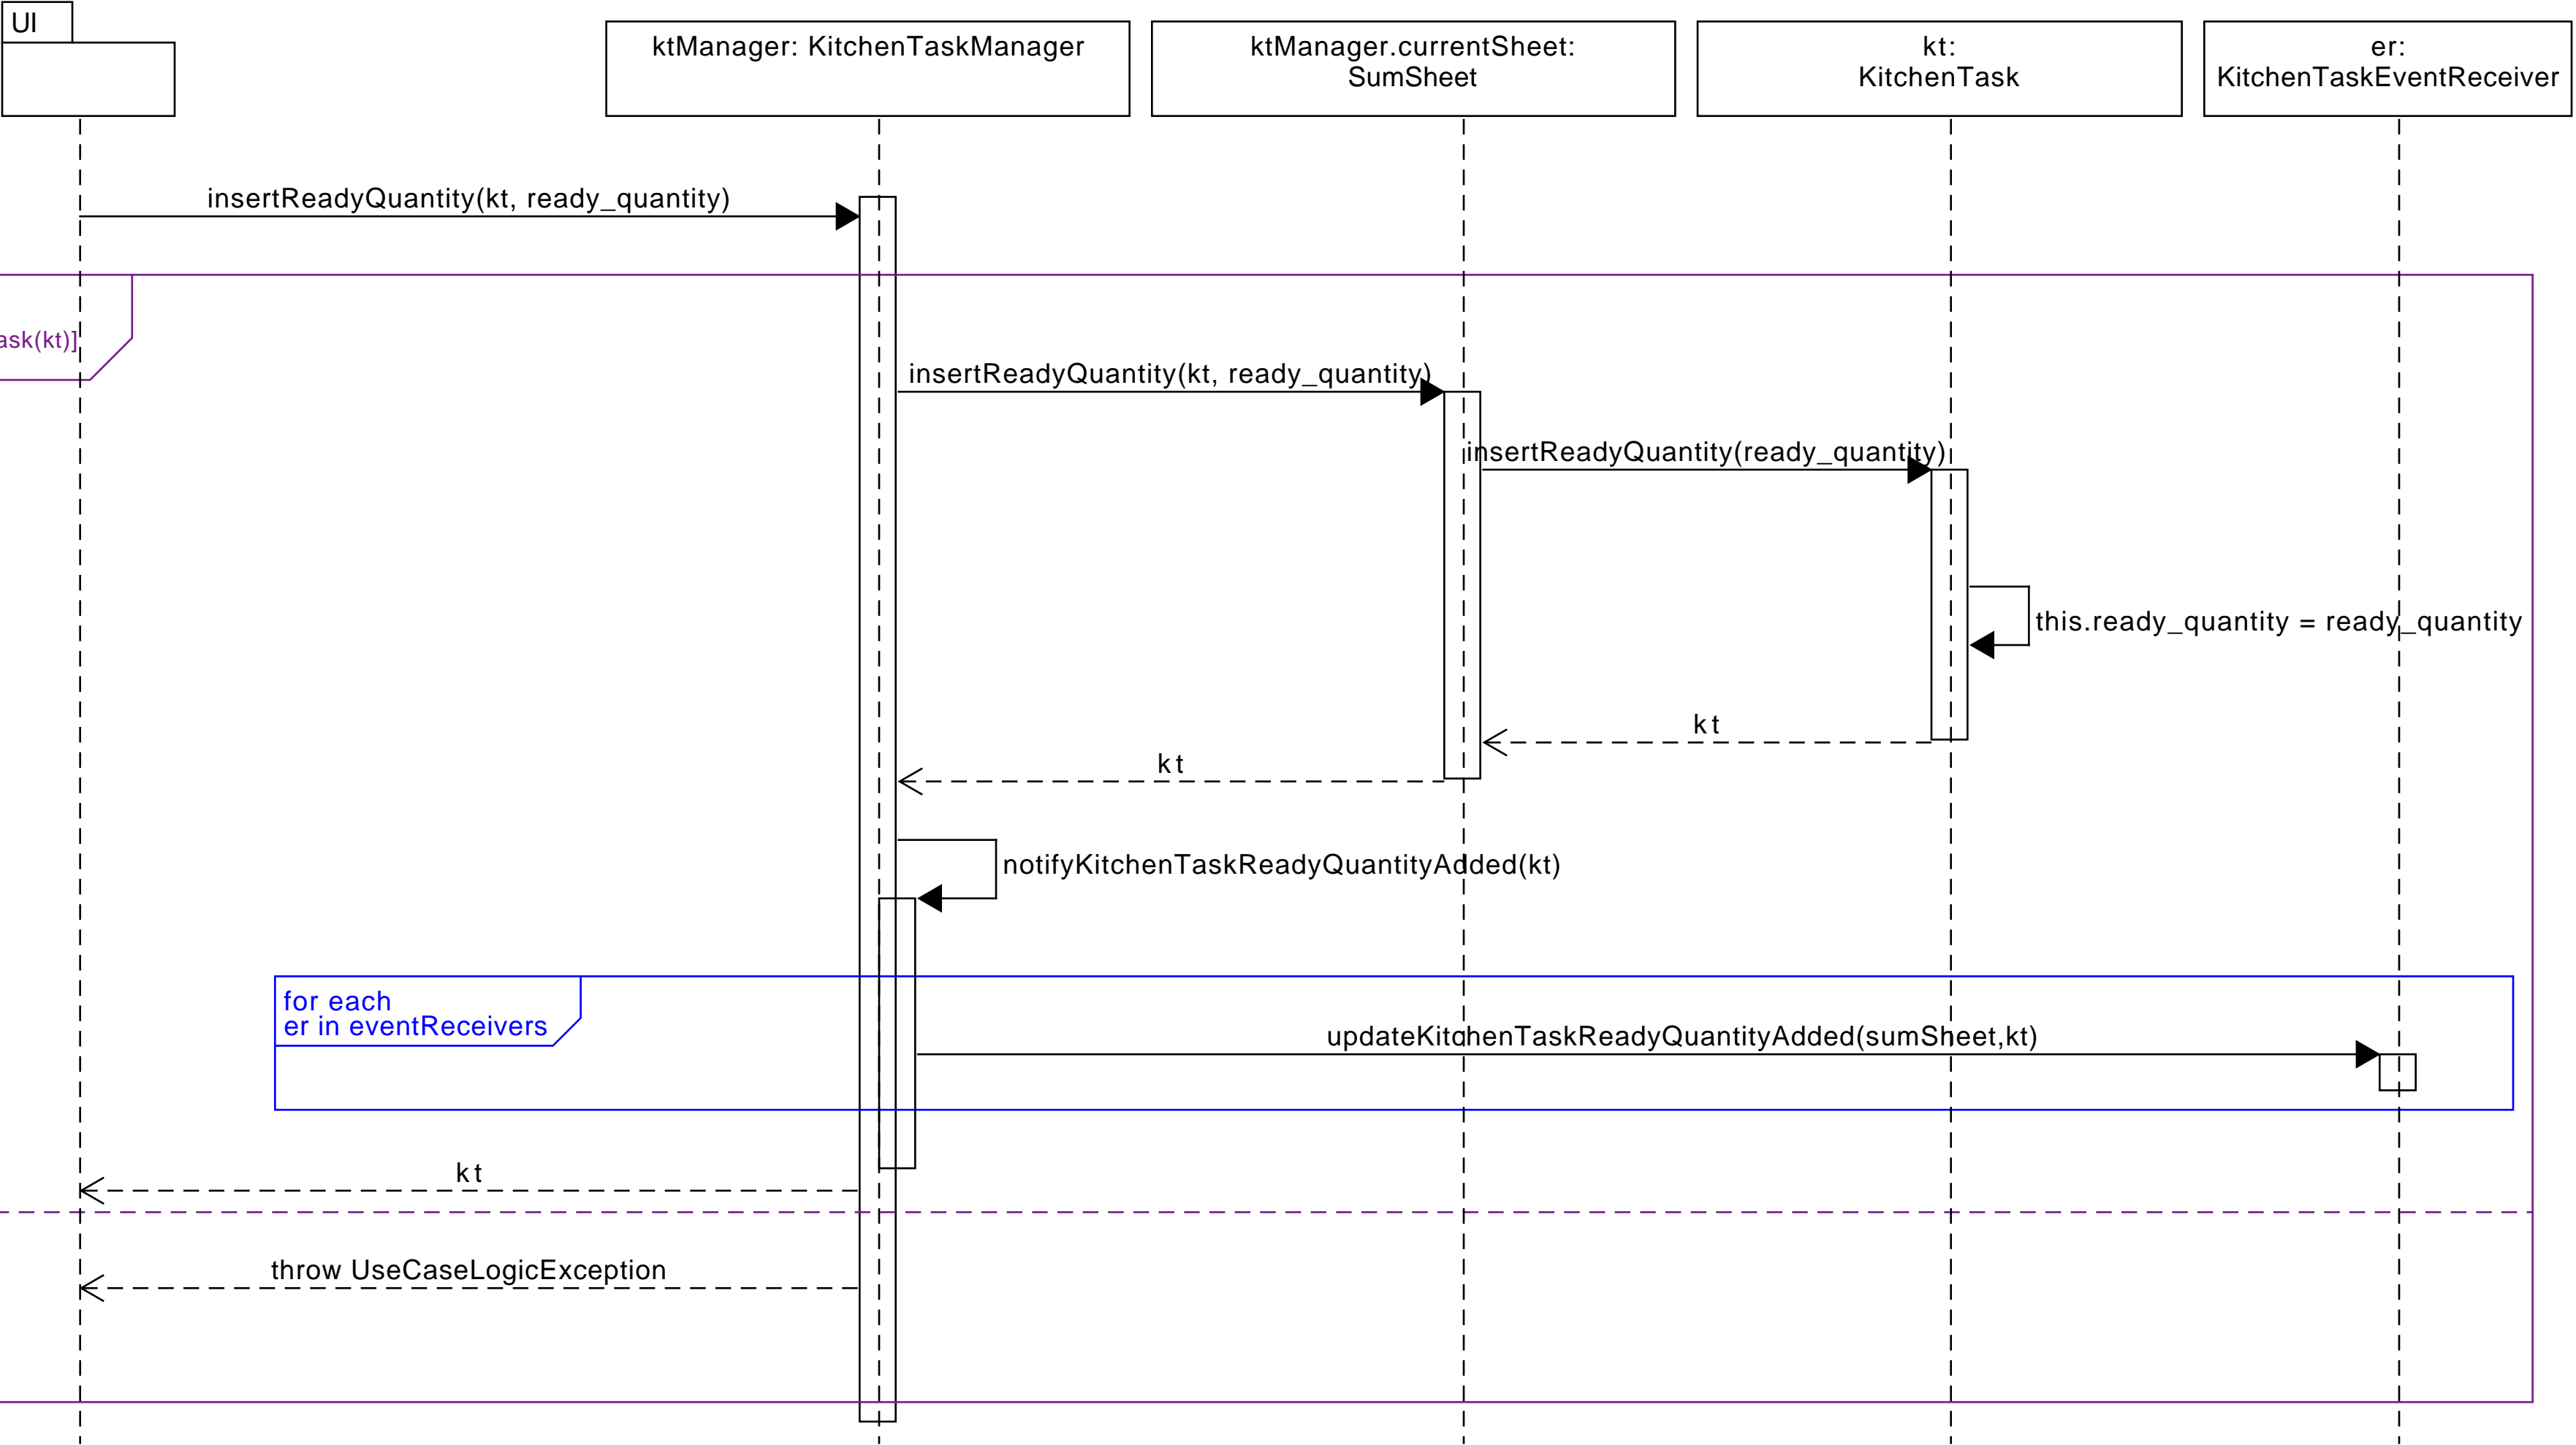 UI
ktManager: KitchenTaskManager
ktManager.currentSheet:
SumSheet
kt:
KitchenTask
er:
KitchenTaskEventReceiver
insertReadyQuantity(kt, ready_quantity)
ask(kt)]
insertReadyQuantity(kt, ready_quantity)
insertReadyQuantity(ready_quantity)
this.ready_quantity = ready_quantity
kt
kt
notifyKitchenTaskReadyQuantityAdded(kt)
for each
er in eventReceivers
updateKitchenTaskReadyQuantityAdded(sumSheet,kt)
kt
throw UseCaseLogicException